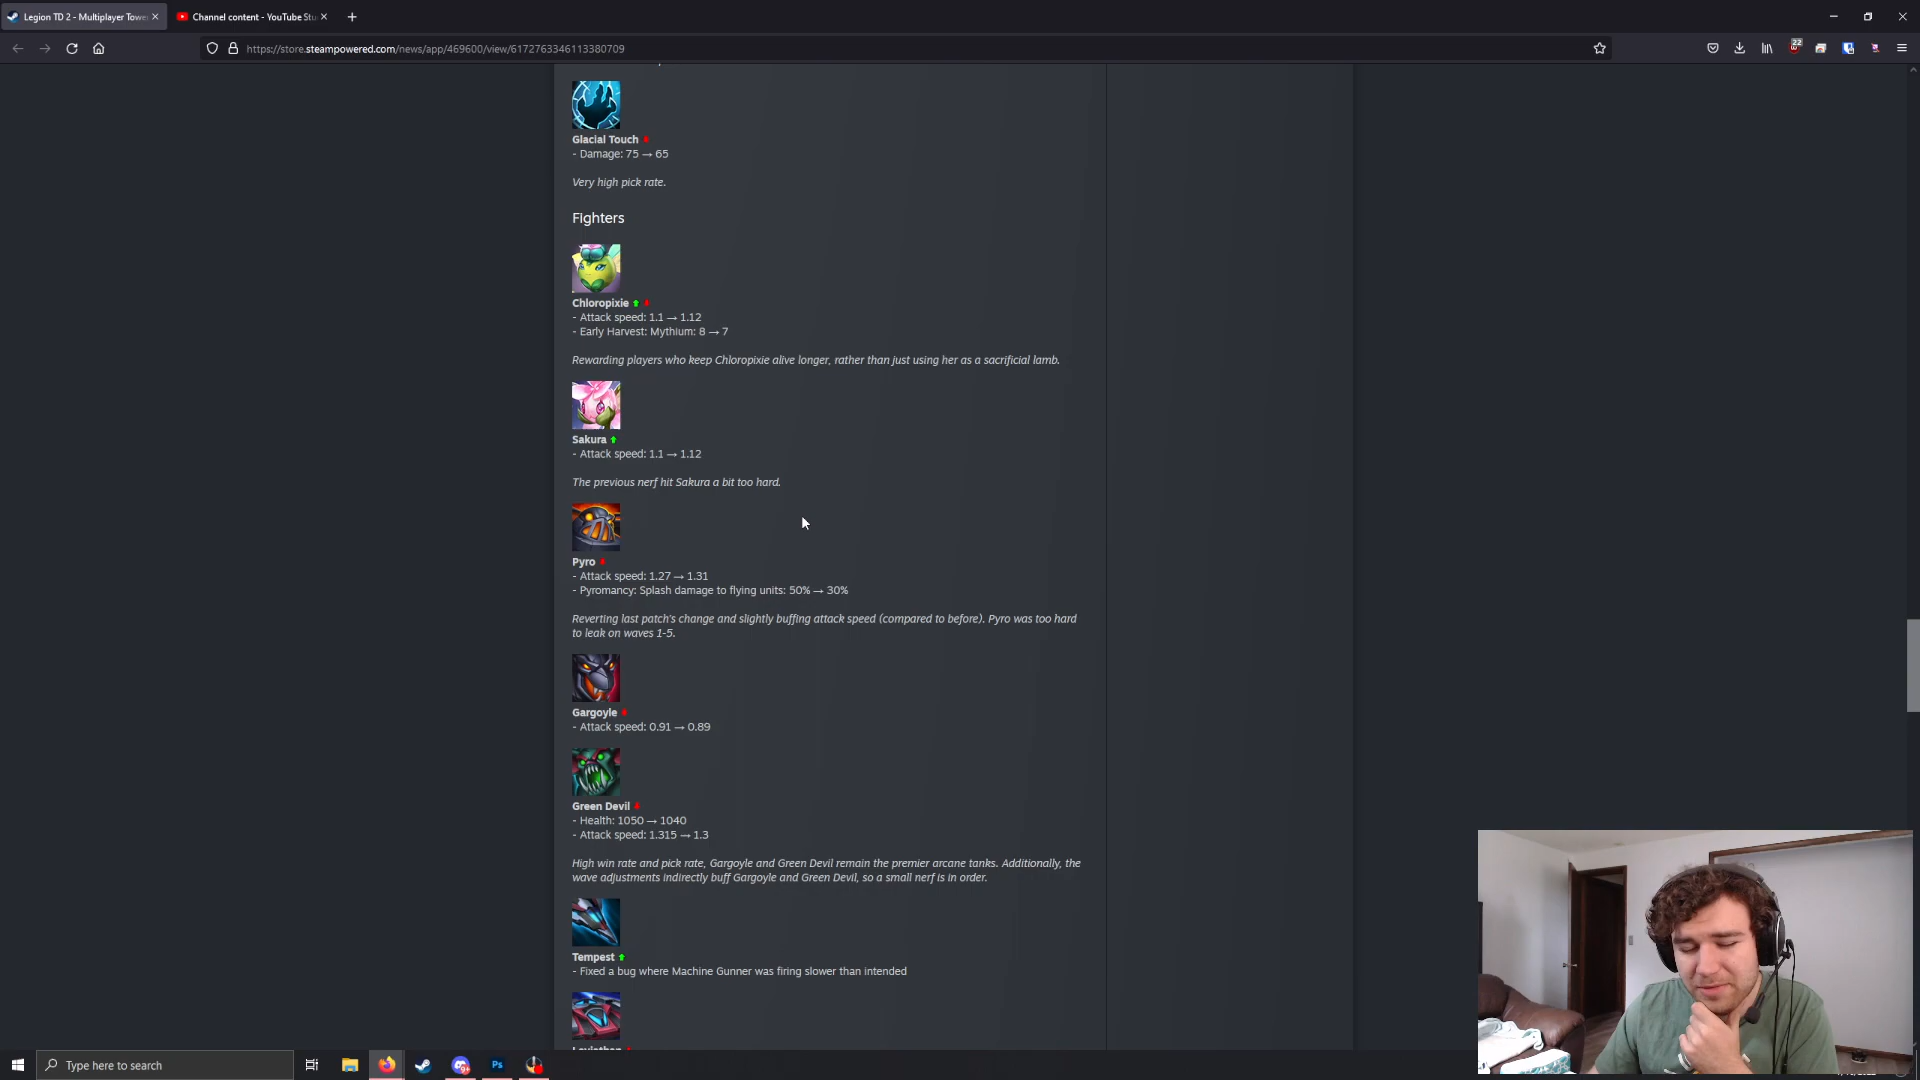 Legion TD 2 - Multiplayer Towe
Channel content - YouTube Stu
https://store.steampowered.com/news/app/469600/view/6172763346113380709
22
Glacial Touch
- Damage: 75 → 65
Very high pick rate.
Fighters
Chloropixie
- Attack speed: 1.1 → 1.12
- Early Harvest: Mythium: 8 → 7
Rewarding players who keep Chloropixie alive longer, rather than just using her as a sacrificial lamb.
Sakura
- Attack speed: 1.1 → 1.12
The previous nerf hit Sakura a bit too hard.
Pyro
- Attack speed: 1.27 → 1.31
- Pyromancy: Splash damage to flying units: 50% → 30%
Reverting last patch's change and slightly buffing attack speed (compared to before). Pyro was too hard
to leak on waves 1-5.
Gargoyle
- Attack speed: 0.91 → 0.89
Green Devil
- Health: 1050 → 1040
- Attack speed: 1.315 → 1.3
High win rate and pick rate, Gargoyle and Green Devil remain the premier arcane tanks. Additionally, the
wave adjustments indirectly buff Gargoyle and Green Devil, so a small nerf is in order.
Tempest
- Fixed a bug where Machine Gunner was firing slower than intended
Leviathan
Type here to search
Ps